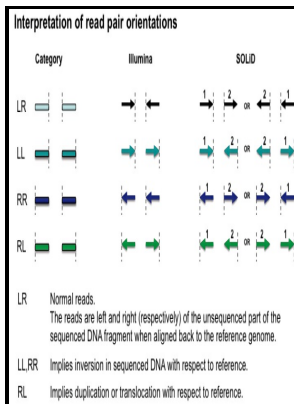 Interpretation of read pair orientations
Category Illumina SOLiD
LR 1 2 OR 2 1
LL 1 2 OR 2 1
RR 1 2 OR 2 1
RL 1 2 OR 2 1
LR Normal reads.
The reads are left and right (respectively) of the unsequenced part of the
sequenced DNA fragment when aligned back to the reference genome.
LL,RR Implies inversion in sequenced DNA with respect to reference.
RL Implies duplication or translocation with respect to reference.